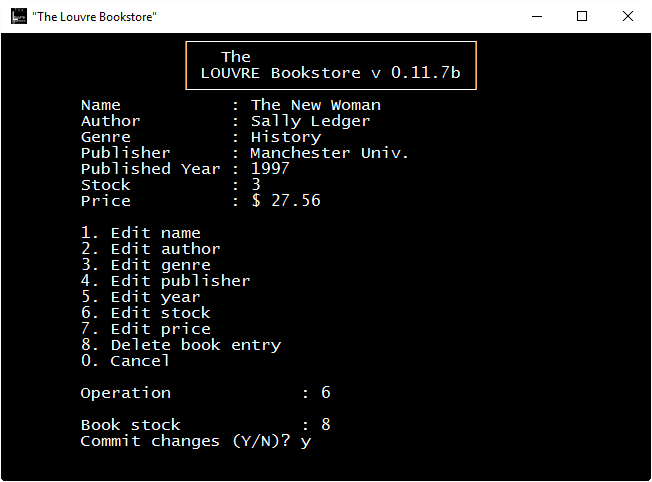 "The Louvre Bookstore"
The
LOUVRE Bookstore v 0.11.7b
Name : The New Woman
Author : Sally Ledger
Genre : History
Publisher : Manchester Univ.
Published Year : 1997
Stock : 3
Price : $ 27.56
1. Edit name
2. Edit author
3. Edit genre
4. Edit publisher
5. Edit year
6. Edit stock
7. Edit price
8. Delete book entry
0. Cancel
Operation : 6
Book stock : 8
Commit changes (Y/N)? y